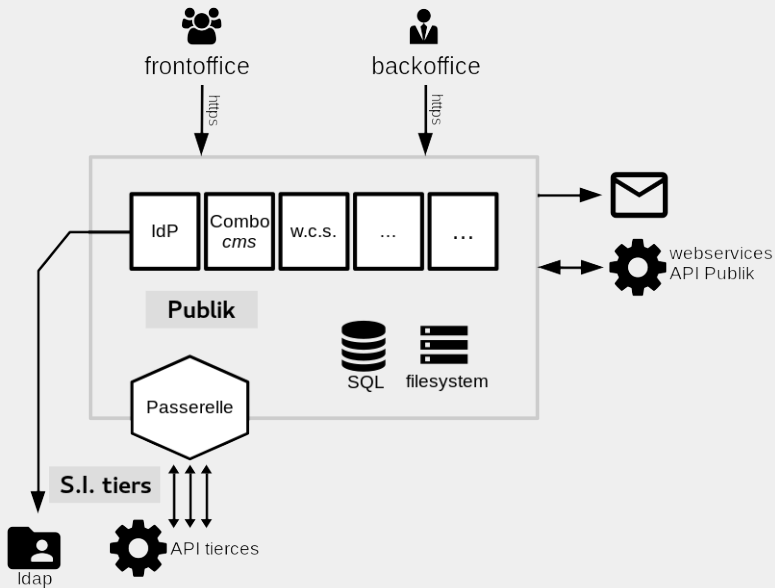 frontoffice
backoffice
https
https
IdP
Combo
cms
w.c.s.
...
...
webservices
API Publik
Publik
SQL
filesystem
Passerelle
S.I. tiers
API tierces
ldap